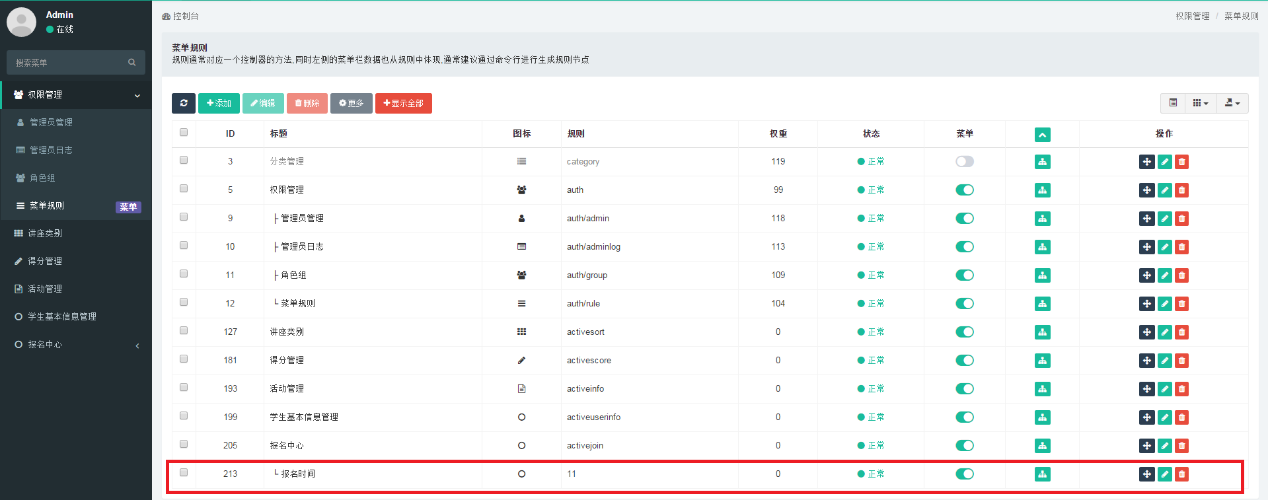 Admin
在线
搜索菜单
权限管理
管理员管理
管理员日志
角色组
菜单规则 菜单
讲座类别
得分管理
活动管理
学生基本信息管理
报名中心
控制台
权限管理 / 菜单规则
菜单规则
规则通常对应一个控制器的方法,同时左侧的菜单栏数据也从规则中体现,通常建议通过命令行进行生成规则节点
添加 编辑 删除 更多 显示全部
ID 标题 图标 规则 权重 状态 菜单 操作
3 分类管理 category 119 正常
5 权限管理 auth 99 正常
9 ├ 管理员管理 auth/admin 118 正常
10 ├ 管理员日志 auth/adminlog 113 正常
11 ├ 角色组 auth/group 109 正常
12 └ 菜单规则 auth/rule 104 正常
127 讲座类别 activesort 0 正常
181 得分管理 activescore 0 正常
193 活动管理 activeinfo 0 正常
199 学生基本信息管理 activeuserinfo 0 正常
205 报名中心 activejoin 0 正常
213 └ 报名时间 11 0 正常